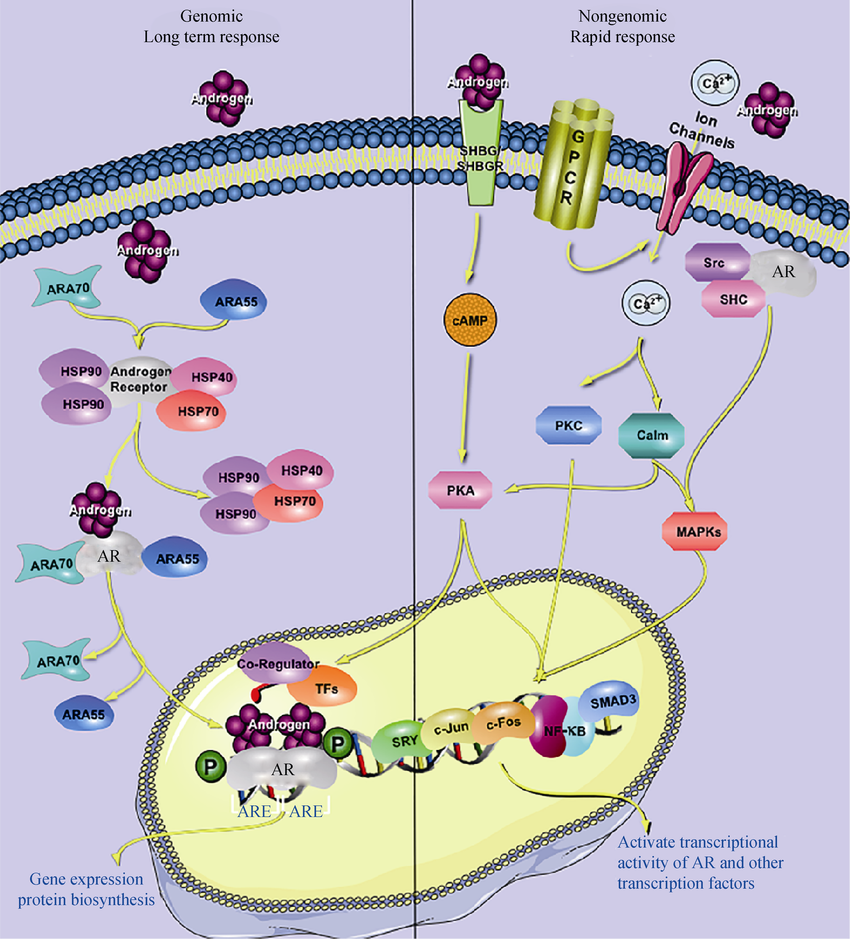 Genomic
Long term response
Nongenomic
Rapid response
Androgen
Androgen
Ca2+
Androgen
Ion
Channels
SHBG/
SHBGR
G
P
C
R
Androgen
ARA70
ARA55
Src
AR
SHC
Ca2+
cAMP
HSP90
Androgen
Receptor
HSP40
HSP90
HSP70
PKC
Calm
HSP90
HSP40
HSP90
HSP70
PKA
Androgen
MAPKs
ARA70
AR
ARA55
ARA70
ARA55
Co-Regulator
TFs
Androgen
P
P
AR
ARE
ARE
SRY
c-Jun
c-Fos
NF-κB
SMAD3
Gene expression
protein biosynthesis
Activate transcriptional
activity of AR and other
transcription factors